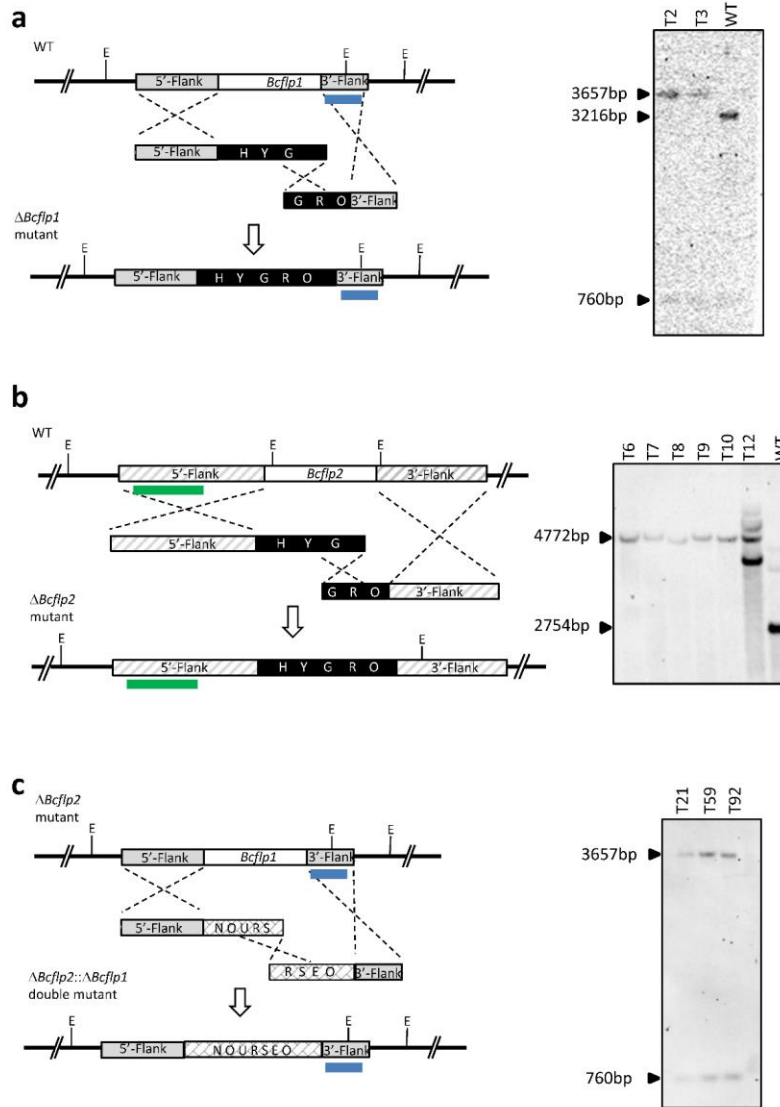 a
WT
E E E
5′-Flank Bcflp1 3′-Flank
5′-Flank H Y G
G R O 3′-Flank
ΔBcflp1
mutant
E E E
5′-Flank H Y G R O 3′-Flank
T2 T3 WT
3657bp
3216bp
760bp
b
WT
E E E
5′-Flank Bcflp2 3′-Flank
5′-Flank H Y G
G R O 3′-Flank
ΔBcflp2
mutant
E E
5′-Flank H Y G R O 3′-Flank
T6 T7 T8 T9 T10 T12 WT
4772bp
2754bp
c
ΔBcflp2
mutant
E E E
5′-Flank Bcflp1 3′-Flank
5′-Flank N O U R S
R S E O 3′-Flank
ΔBcflp2::ΔBcflp1
double mutant
E E E
5′-Flank N O U R S E O 3′-Flank
T21 T59 T92
3657bp
760bp